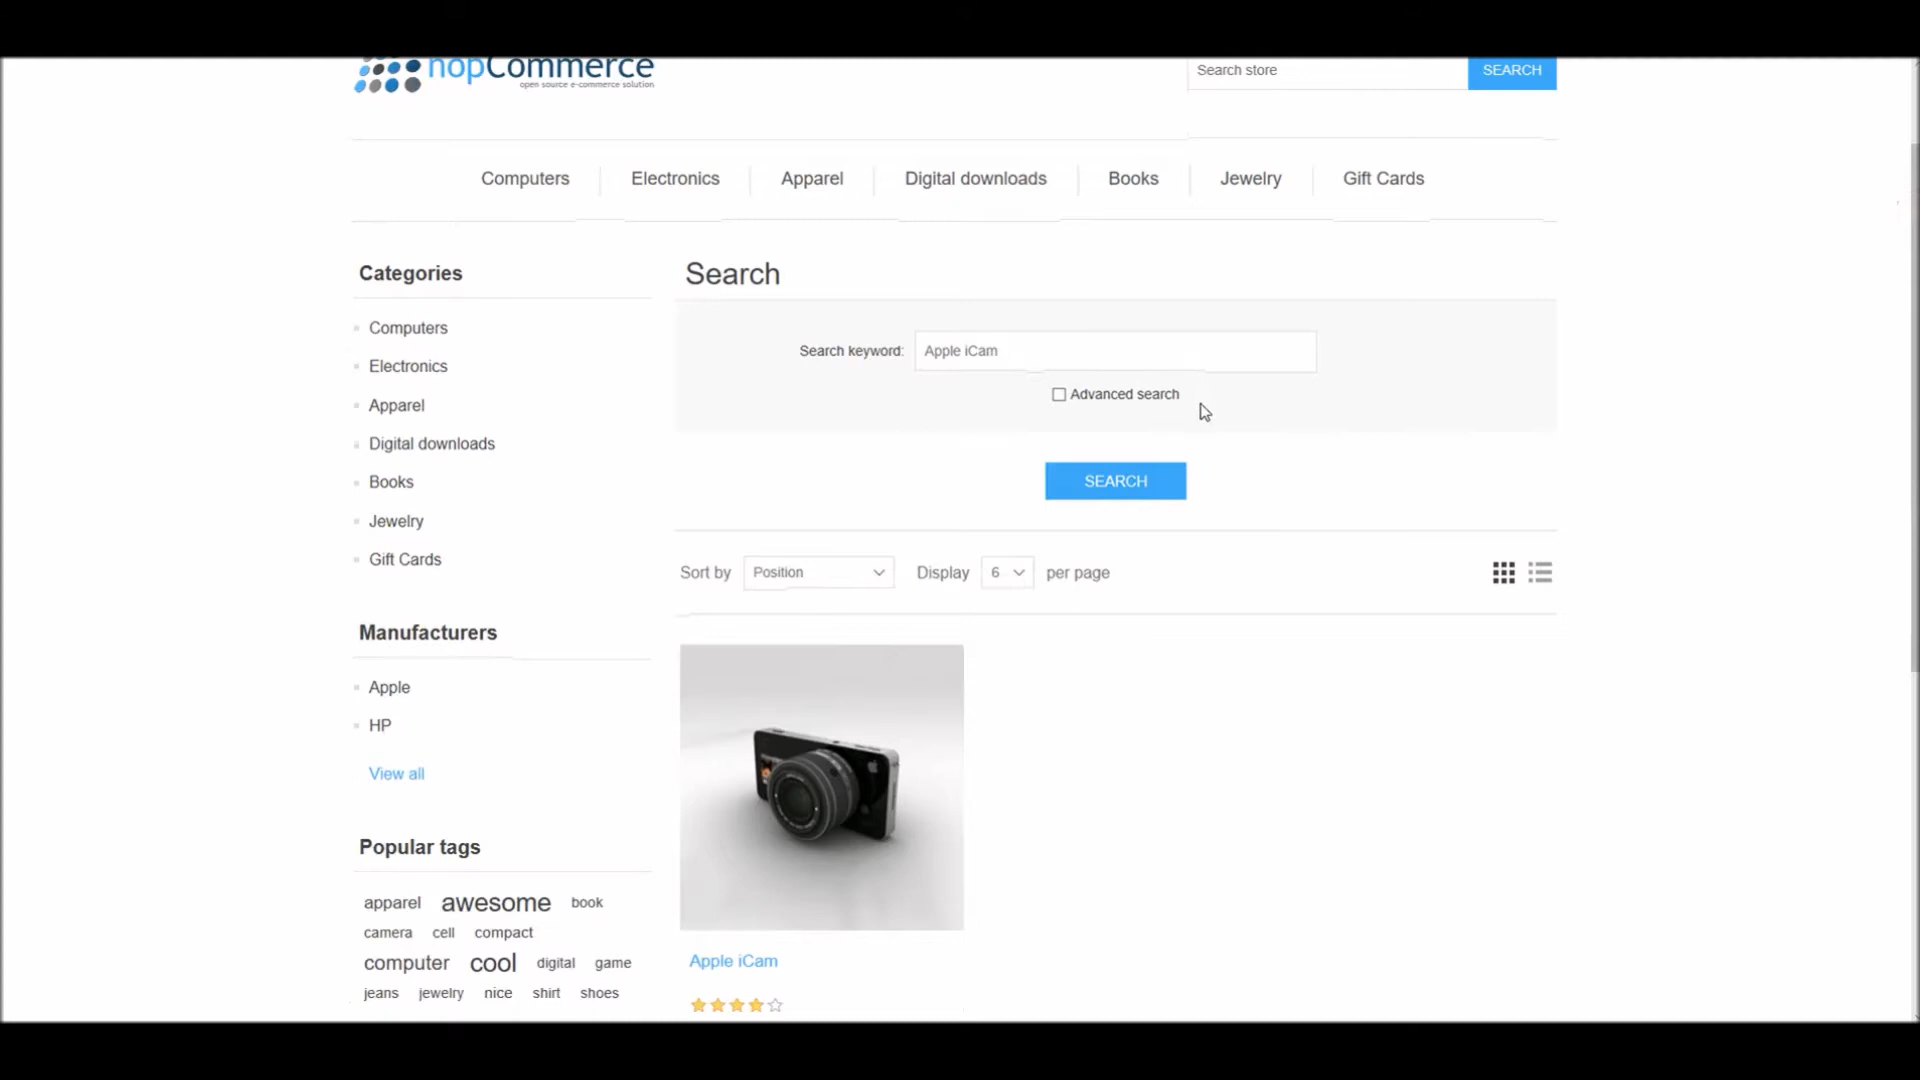 nopCommerce
open source e-commerce solution
Search store
SEARCH
Computers
Electronics
Apparel
Digital downloads
Books
Jewelry
Gift Cards
Categories
Computers
Electronics
Apparel
Digital downloads
Books
Jewelry
Gift Cards
Manufacturers
Apple
HP
View all
Popular tags
apparel awesome book
camera cell compact
computer cool digital game
jeans jewelry nice shirt shoes
Search
Search keyword: Apple iCam
Advanced search
SEARCH
Sort by Position Display 6 per page
Apple iCam